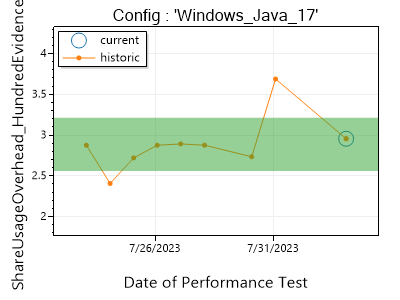 Config : 'Windows_Java_17'
current
historic
ShareUsageOverhead_HundredEvidence
4
3.5
3
2.5
2
7/26/2023
7/31/2023
Date of Performance Test